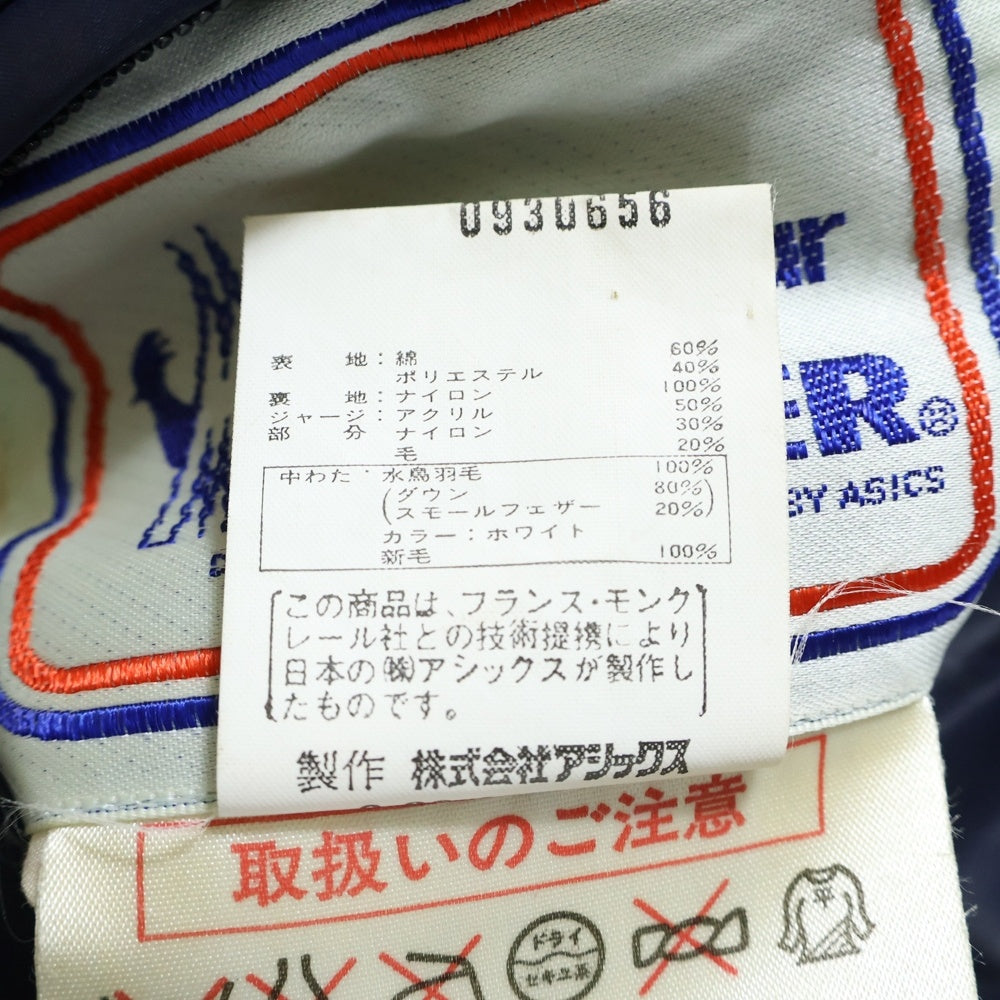 0930656
表 地:綿 60%
ポリエステル 40%
裏 地:ナイロン 100%
ジャージ:アクリル 50%
部 分 ナイロン 30%
毛 20%
中わた:水鳥羽毛 100%
(ダウン 80%)
(スモールフェザー 20%)
カラー:ホワイト
新毛 100%
この商品は、フランス・モンク
レール社との技術提携により
日本の㈱アシックスが製作し
たものです。
製作 株式会社アシックス
ER®
BY ASICS
取扱いのご注意
ドライ
セキユ系
平